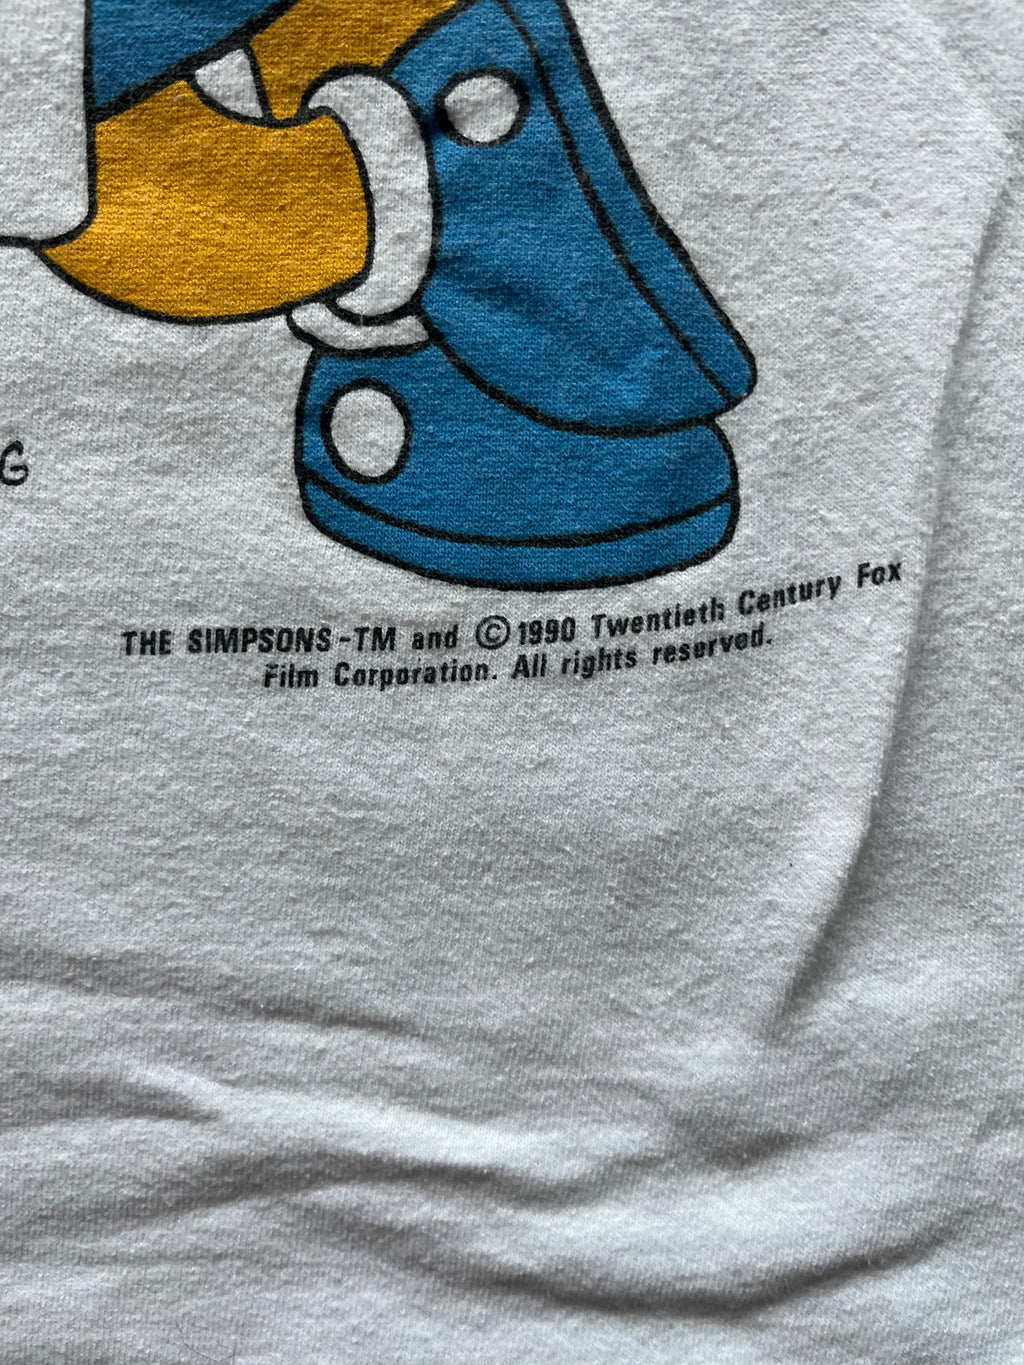 G
THE SIMPSONS-TM and © 1990 Twentieth Century Fox
Film Corporation. All rights reserved.